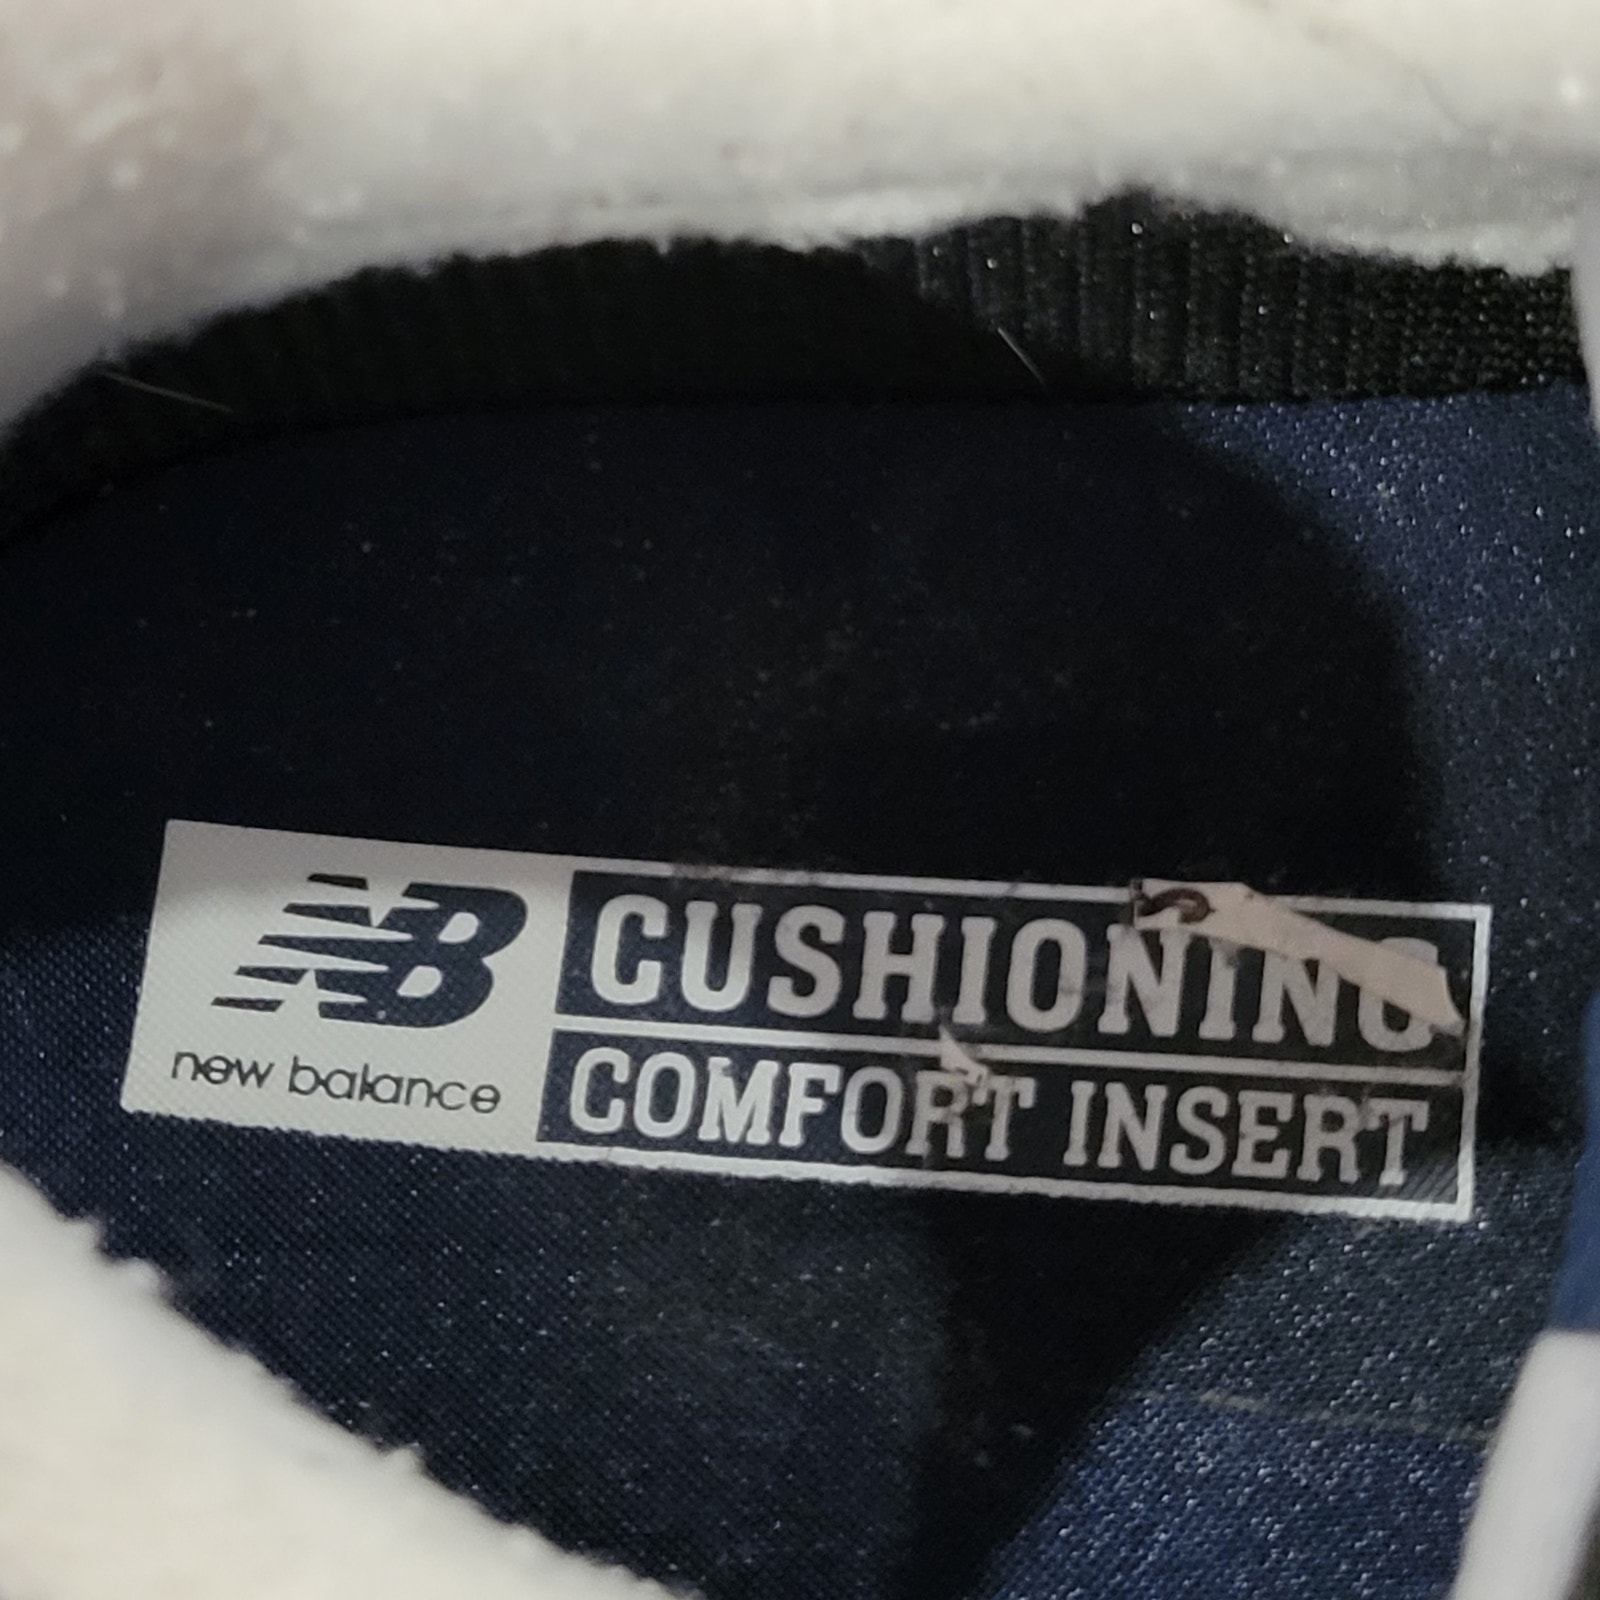 NB
new balance
CUSHIONING
COMFORT INSERT